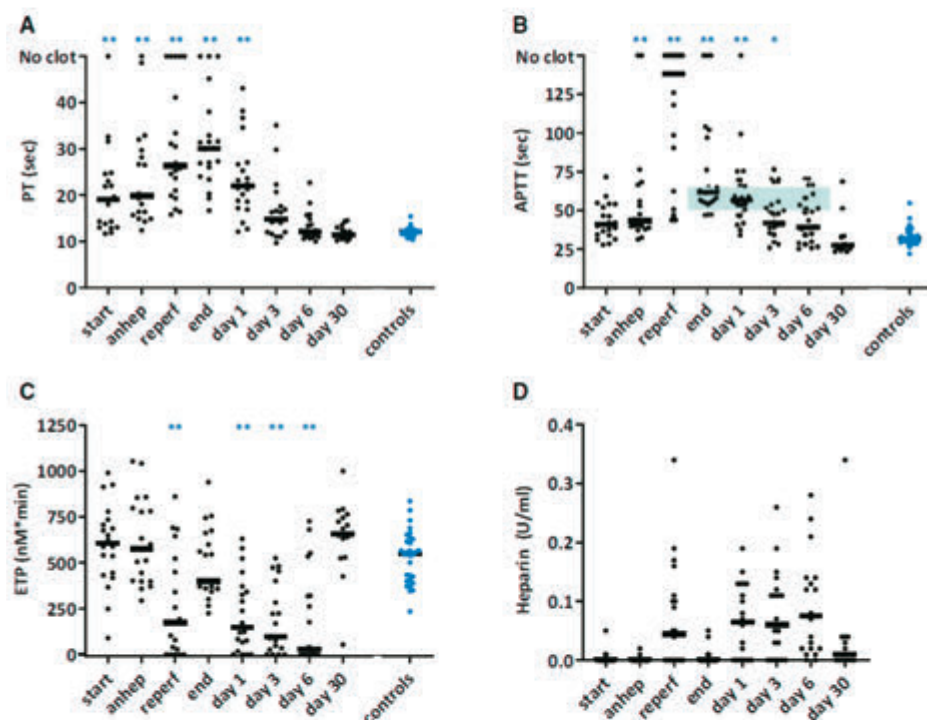 A
No clot
40
30
20
10
0
PT (sec)
start
anhep
reperf
end
day 1
day 3
day 6
day 30
controls
B
No clot
125
100
75
50
25
0
APTT (sec)
start
anhep
reperf
end
day 1
day 3
day 6
day 30
controls
C
1250
1000
750
500
250
0
ETP (nM*min)
start
anhep
reperf
end
day 1
day 3
day 6
day 30
controls
D
0.4
0.3
0.2
0.1
0.0
Heparin (U/ml)
start
anhep
reperf
end
day 1
day 3
day 6
day 30